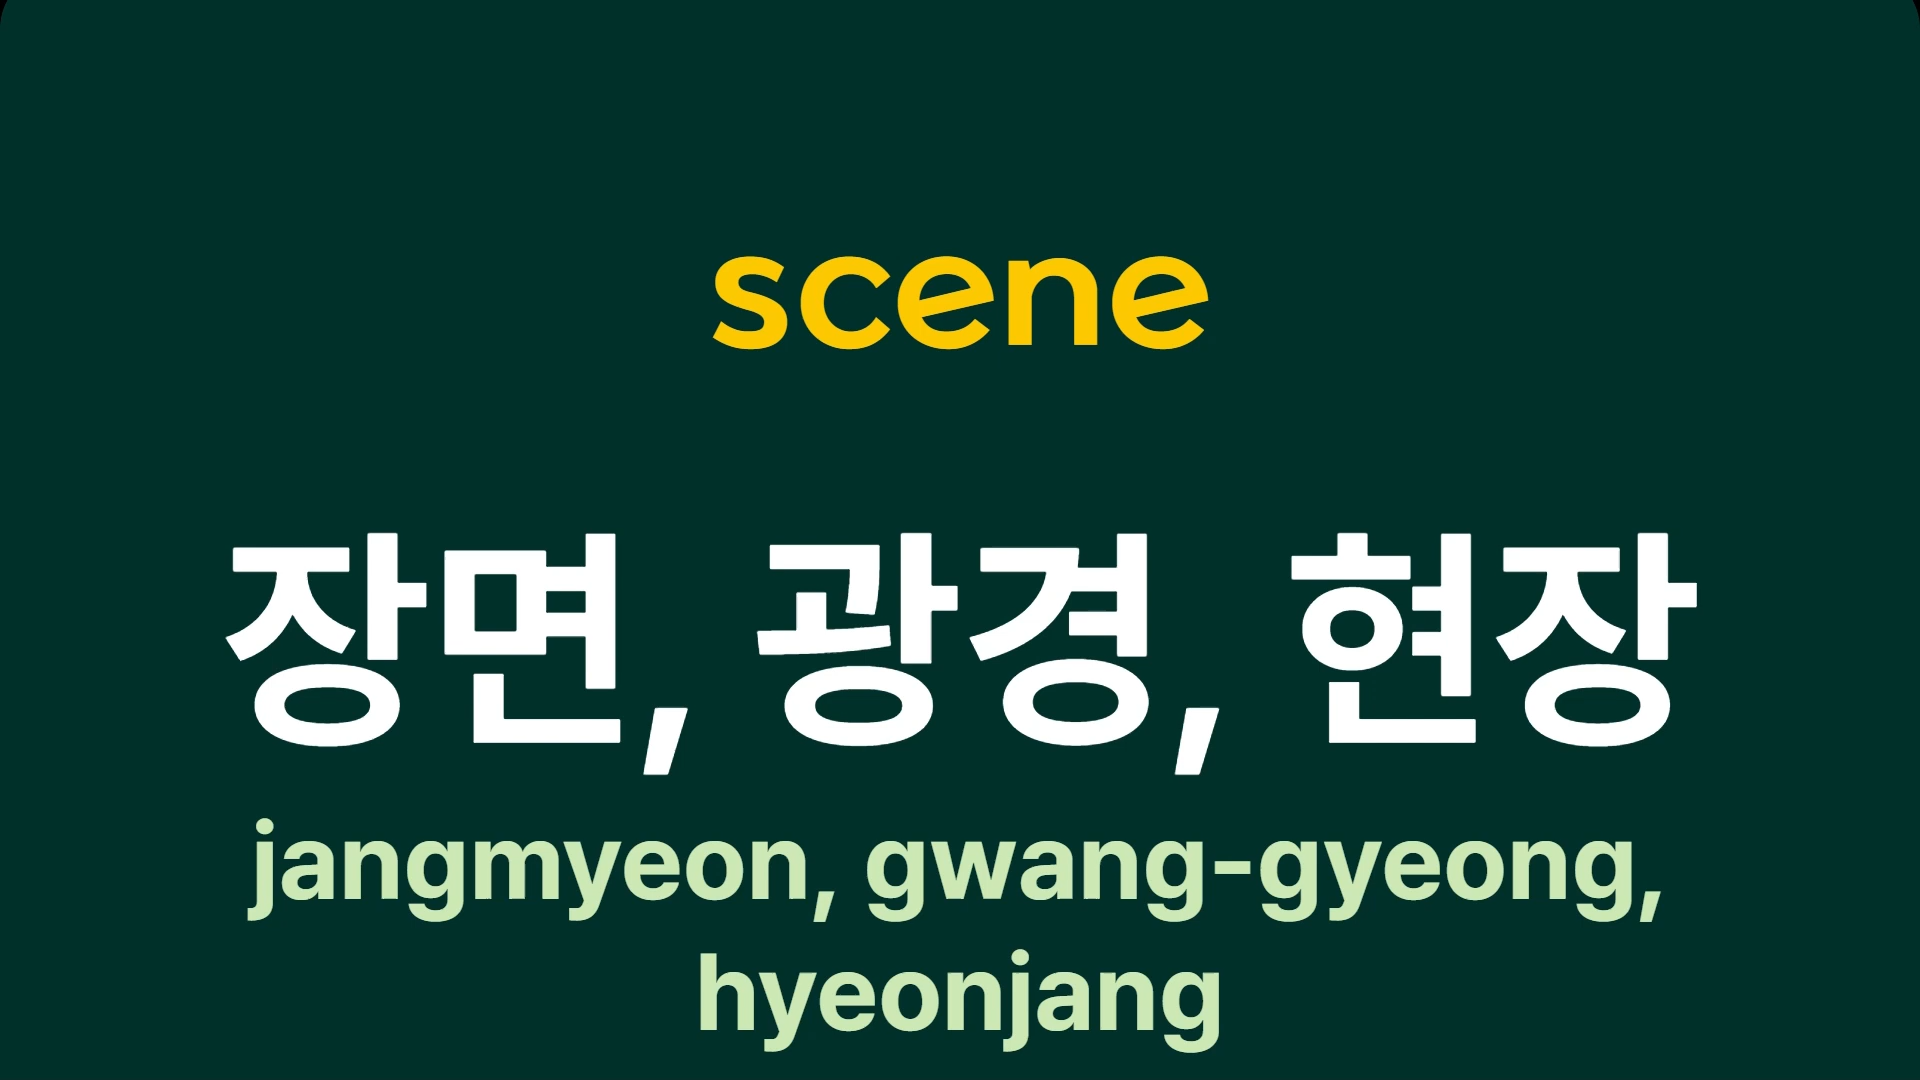 scene
장면, 광경, 현장
jangmyeon, gwang-gyeong,
hyeonjang